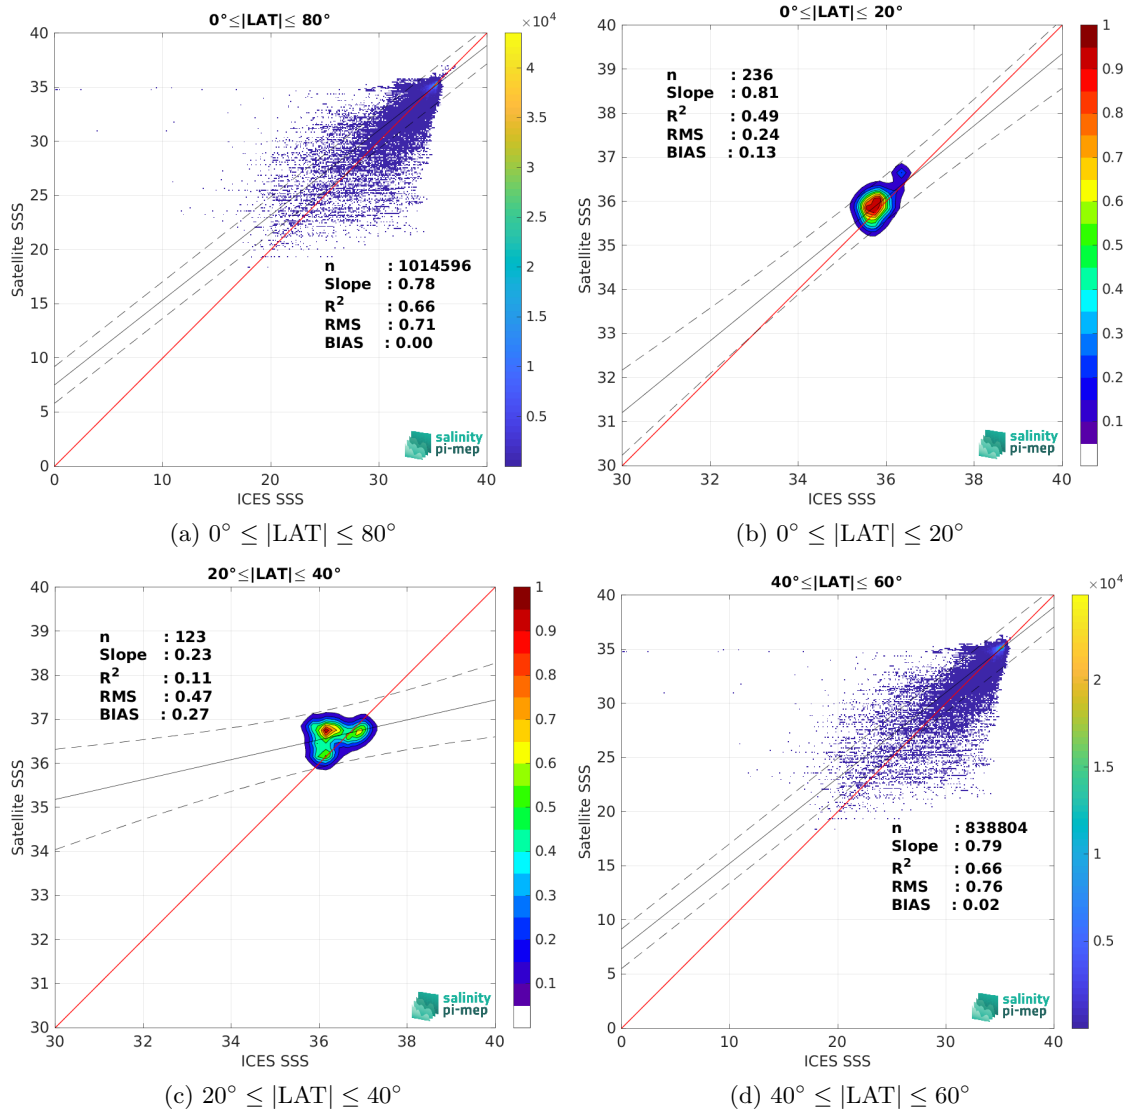 0°≤|LAT|≤ 80°
×10⁴
40
35
30
25
20
15
10
5
0
Satellite SSS
n : 1014596
Slope : 0.78
R² : 0.66
RMS : 0.71
BIAS : 0.00
4
3.5
3
2.5
2
1.5
1
0.5
salinity
pi-mep
0 10 20 30 40
ICES SSS
(a) 0° ≤ |LAT| ≤ 80°
0°≤|LAT|≤ 20°
40
39
38
37
36
35
34
33
32
31
30
Satellite SSS
n : 236
Slope : 0.81
R² : 0.49
RMS : 0.24
BIAS : 0.13
1
0.9
0.8
0.7
0.6
0.5
0.4
0.3
0.2
0.1
salinity
pi-mep
30 32 34 36 38 40
ICES SSS
(b) 0° ≤ |LAT| ≤ 20°
20°≤|LAT|≤ 40°
40
39
38
37
36
35
34
33
32
31
30
Satellite SSS
n : 123
Slope : 0.23
R² : 0.11
RMS : 0.47
BIAS : 0.27
1
0.9
0.8
0.7
0.6
0.5
0.4
0.3
0.2
0.1
salinity
pi-mep
30 32 34 36 38 40
ICES SSS
(c) 20° ≤ |LAT| ≤ 40°
40°≤|LAT|≤ 60°
×10⁴
40
35
30
25
20
15
10
5
0
Satellite SSS
n : 838804
Slope : 0.79
R² : 0.66
RMS : 0.76
BIAS : 0.02
2
1.5
1
0.5
salinity
pi-mep
0 10 20 30 40
ICES SSS
(d) 40° ≤ |LAT| ≤ 60°